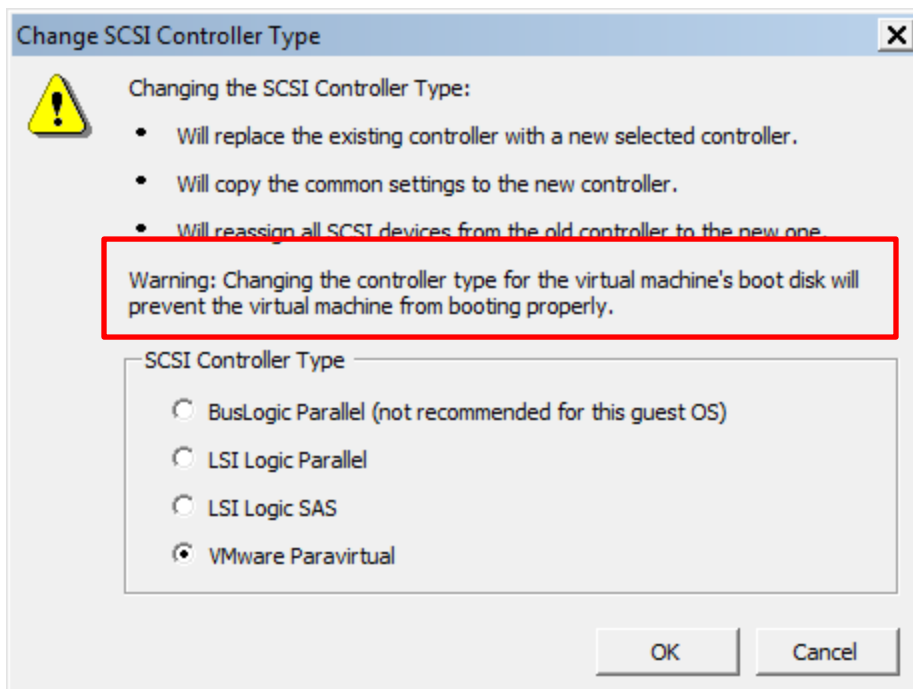 Change SCSI Controller Type
Changing the SCSI Controller Type:
• Will replace the existing controller with a new selected controller.
• Will copy the common settings to the new controller.
• Will reassign all SCSI devices from the old controller to the new one.
Warning: Changing the controller type for the virtual machine's boot disk will
prevent the virtual machine from booting properly.
SCSI Controller Type
BusLogic Parallel (not recommended for this guest OS)
LSI Logic Parallel
LSI Logic SAS
VMware Paravirtual
OK Cancel